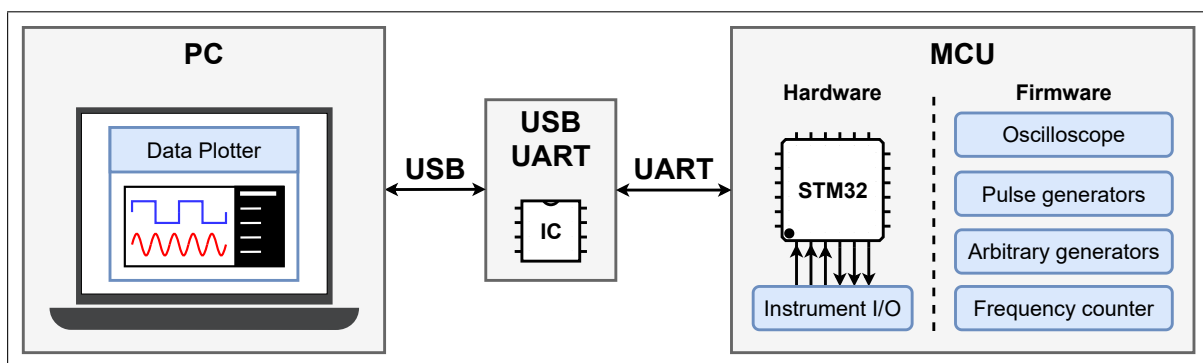 PC
Data Plotter
USB
USB
UART
IC
UART
MCU
Hardware
STM32
Instrument I/O
Firmware
Oscilloscope
Pulse generators
Arbitrary generators
Frequency counter